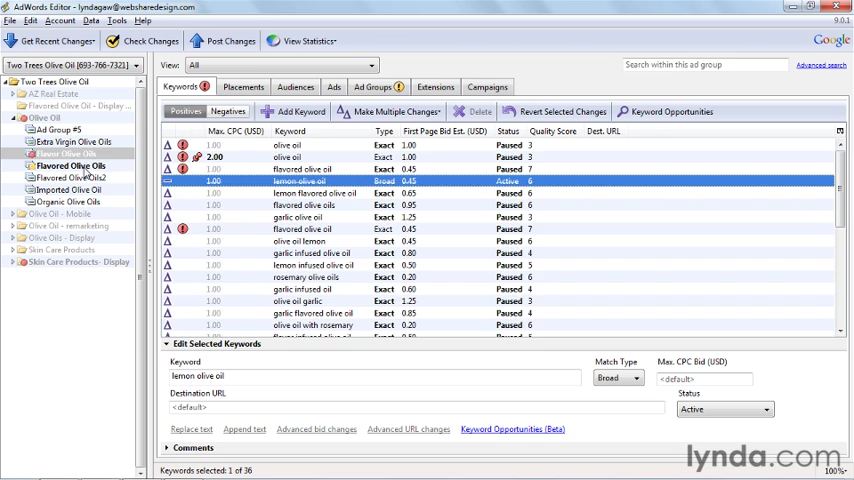 AdWords Editor - lyndagaw@websharedesign.com
File Edit Account Data Tools Help
9.0.1
Get Recent Changes Check Changes Post Changes View Statistics Google
Two Trees Olive Oil [693-766-7321] View: All Search within this ad group Advanced search
Two Trees Olive Oil
AZ Real Estate
Flavored Olive Oil - Display ...
Olive Oil
Ad Group #5
Extra Virgin Olive Oils
Flavor Olive Oils
Flavored Olive Oils
Flavored Olive Oils2
Imported Olive Oil
Organic Olive Oils
Olive Oil - Mobile
Olive Oil - remarketing
Olive Oils - Display
Skin Care Products
Skin Care Products- Display
Keywords Placements Audiences Ads Ad Groups Extensions Campaigns
Positives Negatives Add Keyword Make Multiple Changes Delete Revert Selected Changes Keyword Opportunities
Max. CPC (USD) Keyword Type First Page Bid Est. (USD) Status Quality Score Dest. URL
1.00 olive oil Exact 1.00 Paused 3
2.00 olive oil Exact 1.00 Paused 3
1.00 flavored olive oil Exact 0.45 Paused 7
1.00 lemon olive oil Broad 0.45 Active 6
1.00 lemon flavored olive oil Exact 0.65 Paused 6
1.00 flavored olive oils Exact 0.95 Paused 6
1.00 garlic olive oil Exact 1.25 Paused 3
1.00 flavored olive oil Exact 0.45 Paused 7
1.00 olive oil lemon Exact 0.45 Paused 6
1.00 garlic infused olive oil Exact 0.80 Paused 4
1.00 lemon infused olive oil Exact 0.50 Paused 5
1.00 rosemary olive oils Exact 0.20 Paused 6
1.00 garlic infused oil Exact 0.60 Paused 4
1.00 olive oil garlic Exact 1.25 Paused 3
1.00 garlic flavored olive oil Exact 0.85 Paused 4
1.00 olive oil with rosemary Exact 0.20 Paused 6
Edit Selected Keywords
Keyword Match Type Max. CPC Bid (USD)
lemon olive oil Broad <default>
Destination URL Status
<default> Active
Replace text Append text Advanced bid changes Advanced URL changes Keyword Opportunities (Beta)
Comments
lynda.com
Keywords selected: 1 of 36 100%